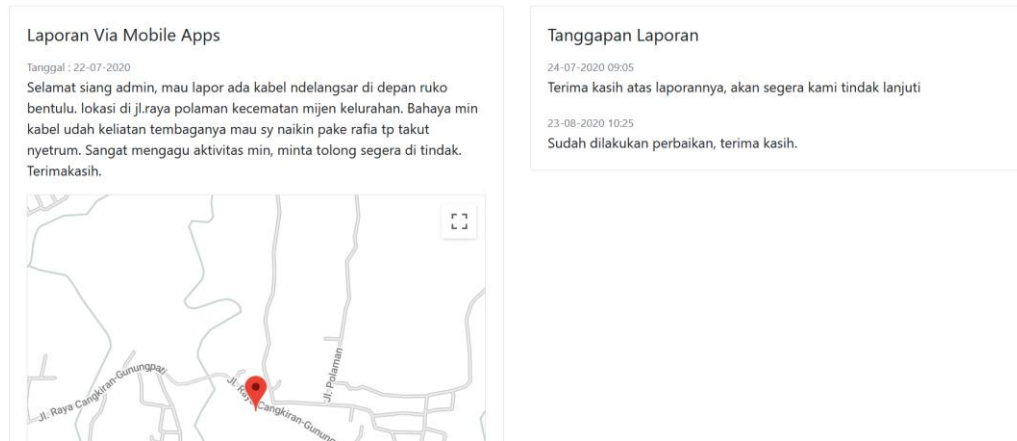 Laporan Via Mobile Apps
Tanggal : 22-07-2020
Selamat siang admin, mau lapor ada kabel ndelangsar di depan ruko
bentulu. lokasi di jl.raya polaman kecematan mijen kelurahan. Bahaya min
kabel udah keliatan tembaganya mau sy naikin pake rafia tp takut
nyetrum. Sangat mengagu aktivitas min, minta tolong segera di tindak.
Terimakasih.
Jl. Raya Cangkiran-Gunungpati
Jl. Polaman
Jl. Raya Cangkiran-Gunung
Tanggapan Laporan
24-07-2020 09:05
Terima kasih atas laporannya, akan segera kami tindak lanjuti
23-08-2020 10:25
Sudah dilakukan perbaikan, terima kasih.